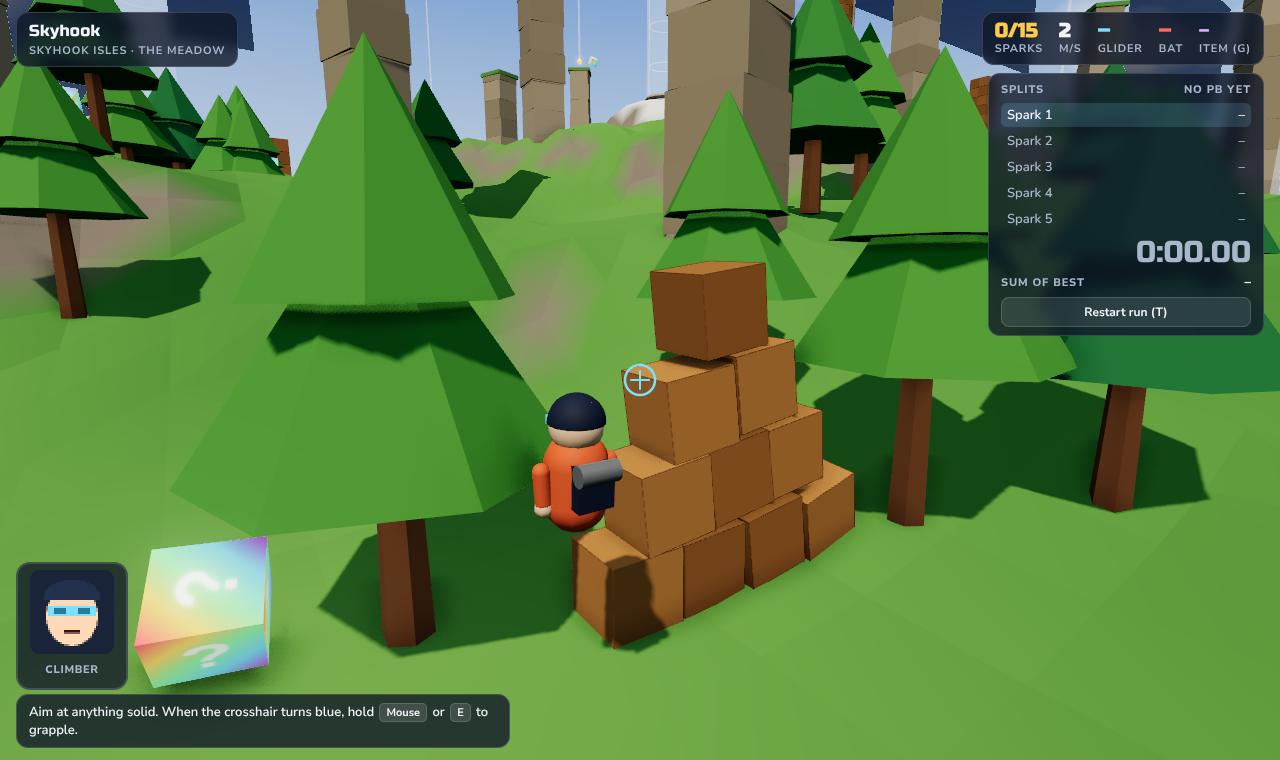 Skyhook
SKYHOOK ISLES · THE MEADOW
0/15 2 – – –
SPARKS M/S GLIDER BAT ITEM (G)
SPLITS NO PB YET
Spark 1 –
Spark 2 –
Spark 3 –
Spark 4 –
Spark 5 –
0:00.00
SUM OF BEST –
Restart run (T)
?
?
CLIMBER
Aim at anything solid. When the crosshair turns blue, hold Mouse or E to
grapple.